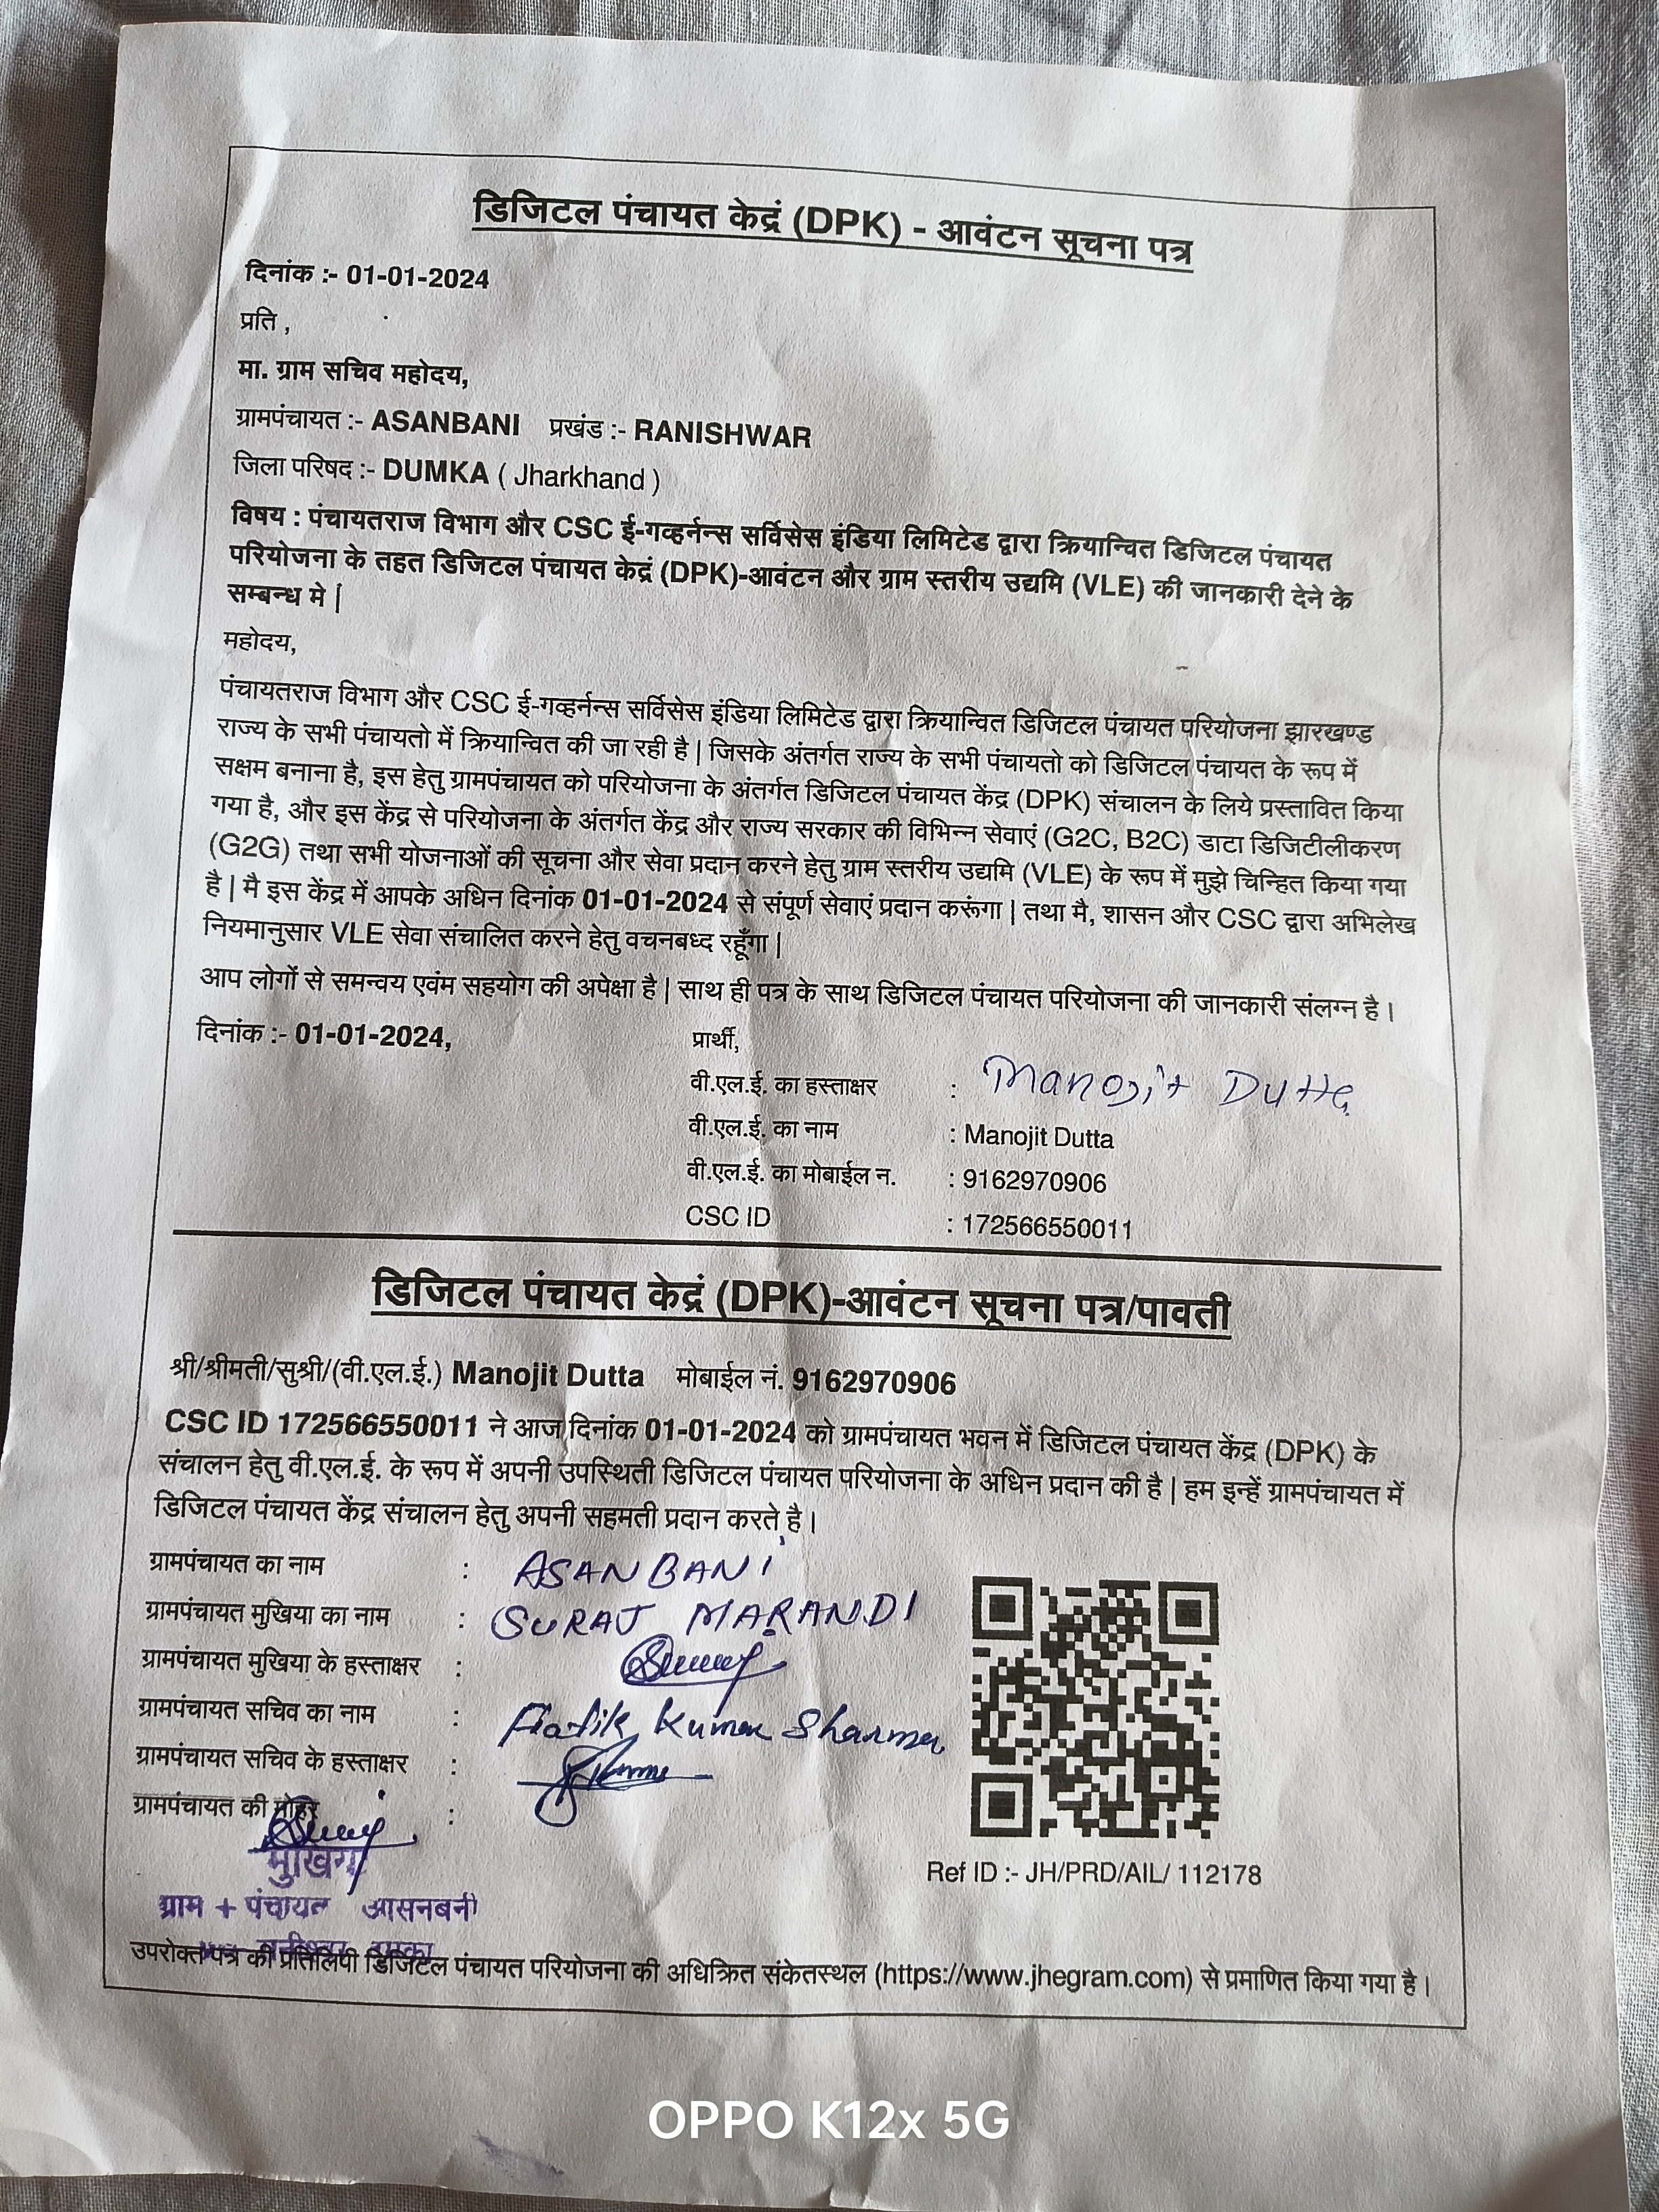 डिजिटल पंचायत केद्रं (DPK) - आवंटन सूचना पत्र
दिनांक :- 01-01-2024
प्रति ,
मा. ग्राम सचिव महोदय,
ग्रामपंचायत :- ASANBANI प्रखंड :- RANISHWAR
जिला परिषद :- DUMKA ( Jharkhand )
विषय : पंचायतराज विभाग और CSC ई-गव्हर्नन्स सर्विसेस इंडिया लिमिटेड द्वारा क्रियान्वित डिजिटल पंचायत
परियोजना के तहत डिजिटल पंचायत केद्रं (DPK)-आवंटन और ग्राम स्तरीय उद्यमि (VLE) की जानकारी देने के
सम्बन्ध मे |
महोदय,
पंचायतराज विभाग और CSC ई-गव्हर्नन्स सर्विसेस इंडिया लिमिटेड द्वारा क्रियान्वित डिजिटल पंचायत परियोजना झारखण्ड
राज्य के सभी पंचायतो में क्रियान्वित की जा रही है | जिसके अंतर्गत राज्य के सभी पंचायतो को डिजिटल पंचायत के रूप में
सक्षम बनाना है, इस हेतु ग्रामपंचायत को परियोजना के अंतर्गत डिजिटल पंचायत केंद्र (DPK) संचालन के लिये प्रस्तावित किया
गया है, और इस केंद्र से परियोजना के अंतर्गत केंद्र और राज्य सरकार की विभिन्न सेवाएं (G2C, B2C) डाटा डिजिटीलीकरण
(G2G) तथा सभी योजनाओं की सूचना और सेवा प्रदान करने हेतु ग्राम स्तरीय उद्यमि (VLE) के रूप में मुझे चिन्हित किया गया
है | मै इस केंद्र में आपके अधिन दिनांक 01-01-2024 से संपूर्ण सेवाएं प्रदान करूंगा | तथा मै, शासन और CSC द्वारा अभिलेख
नियमानुसार VLE सेवा संचालित करने हेतु वचनबध्द रहूँगा |
आप लोगों से समन्वय एवंम सहयोग की अपेक्षा है | साथ ही पत्र के साथ डिजिटल पंचायत परियोजना की जानकारी संलग्न है |
दिनांक :- 01-01-2024, प्रार्थी,
वी.एल.ई. का हस्ताक्षर : Manojit Dutta
वी.एल.ई. का नाम : Manojit Dutta
वी.एल.ई. का मोबाईल न. : 9162970906
CSC ID : 172566550011
डिजिटल पंचायत केद्रं (DPK)-आवंटन सूचना पत्र/पावती
श्री/श्रीमती/सुश्री/(वी.एल.ई.) Manojit Dutta मोबाईल नं. 9162970906
CSC ID 172566550011 ने आज दिनांक 01-01-2024 को ग्रामपंचायत भवन में डिजिटल पंचायत केंद्र (DPK) के
संचालन हेतु वी.एल.ई. के रूप में अपनी उपस्थिती डिजिटल पंचायत परियोजना के अधिन प्रदान की है | हम इन्हें ग्रामपंचायत में
डिजिटल पंचायत केंद्र संचालन हेतु अपनी सहमती प्रदान करते है |
ग्रामपंचायत का नाम : ASANBANI
ग्रामपंचायत मुखिया का नाम : SURAJ MARANDI
ग्रामपंचायत मुखिया के हस्ताक्षर :
ग्रामपंचायत सचिव का नाम : Kumar Sharma
ग्रामपंचायत सचिव के हस्ताक्षर :
ग्रामपंचायत की मोहर :
मुखिया
ग्राम + पंचायत आसनबनी
Ref ID :- JH/PRD/AIL/ 112178
उपरोक्त पत्र की प्रतिलिपी डिजिटल पंचायत परियोजना की अधिक्रित संकेतस्थल (https://www.jhegram.com) से प्रमाणित किया गया है |
OPPO K12x 5G